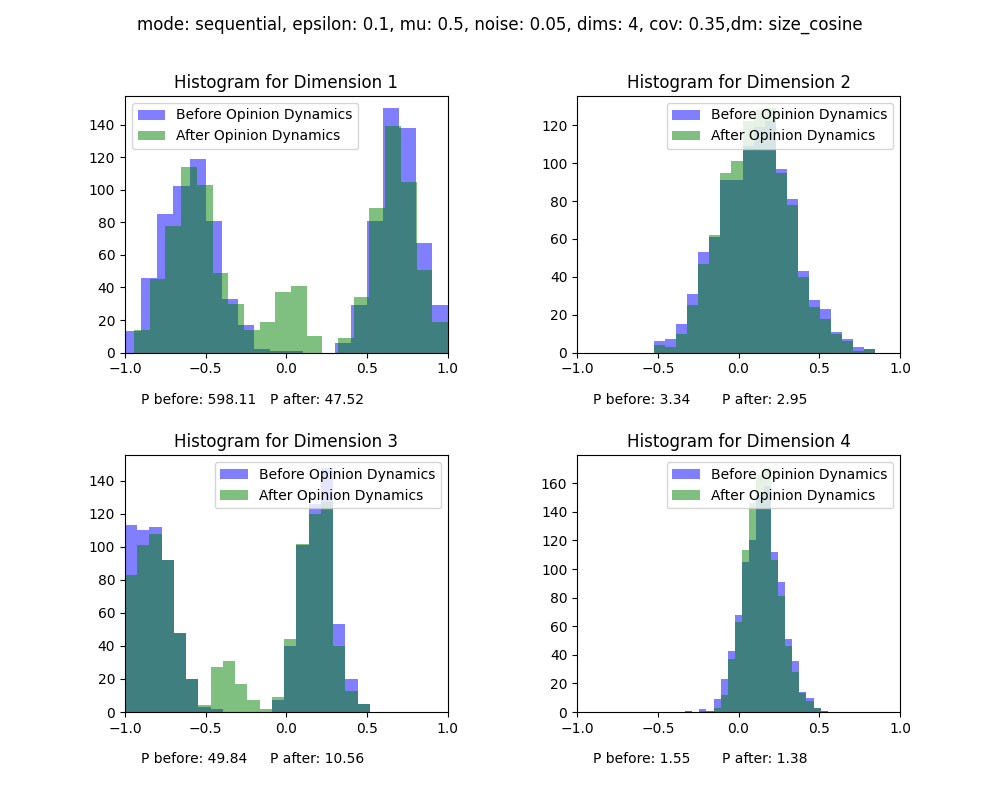 mode: sequential, epsilon: 0.1, mu: 0.5, noise: 0.05, dims: 4, cov: 0.35,dm: size_cosine
Histogram for Dimension 1
Before Opinion Dynamics
After Opinion Dynamics
140
120
100
80
60
40
20
0
−1.0 −0.5 0.0 0.5 1.0
P before: 598.11 P after: 47.52
Histogram for Dimension 2
Before Opinion Dynamics
After Opinion Dynamics
120
100
80
60
40
20
0
−1.0 −0.5 0.0 0.5 1.0
P before: 3.34 P after: 2.95
Histogram for Dimension 3
Before Opinion Dynamics
After Opinion Dynamics
140
120
100
80
60
40
20
0
−1.0 −0.5 0.0 0.5 1.0
P before: 49.84 P after: 10.56
Histogram for Dimension 4
Before Opinion Dynamics
After Opinion Dynamics
160
140
120
100
80
60
40
20
0
−1.0 −0.5 0.0 0.5 1.0
P before: 1.55 P after: 1.38